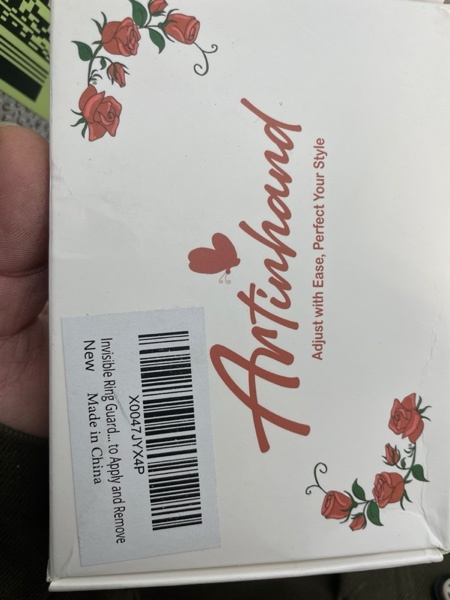 Artinhand
Adjust with Ease, Perfect Your Style
X0047JYX4P
Invisible Ring Guard... to Apply and Remove
New Made in China